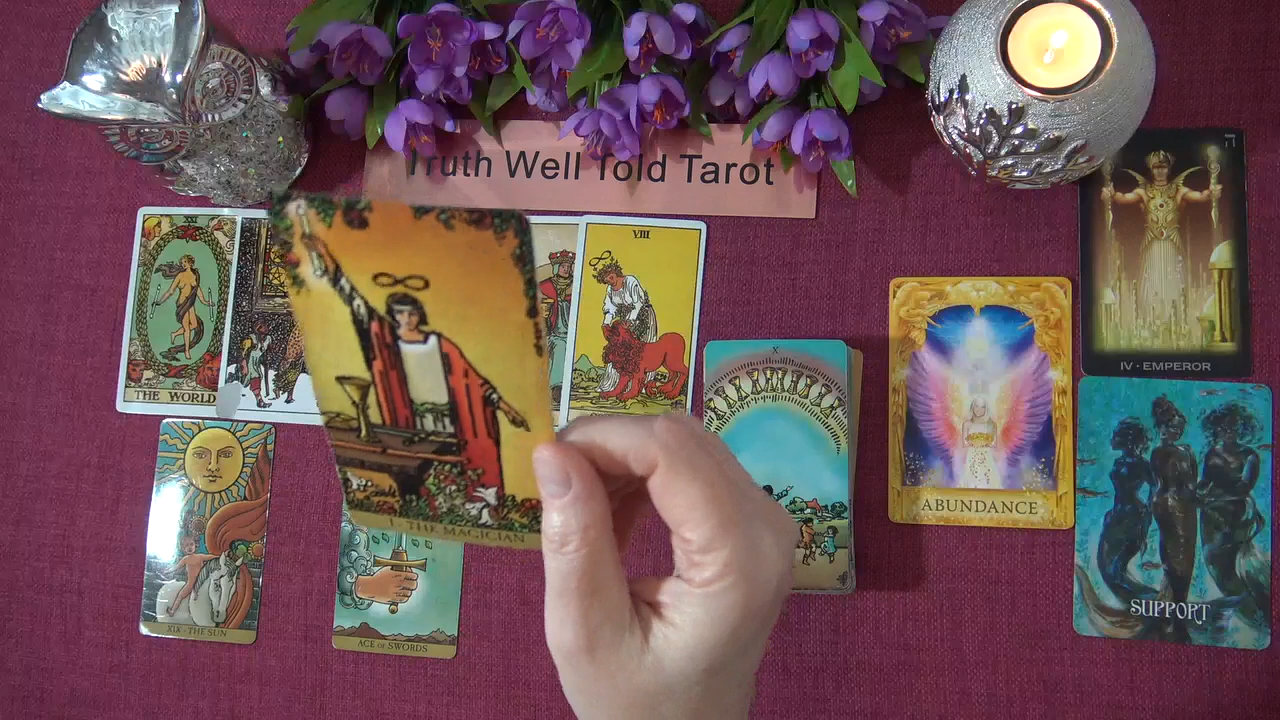 Truth Well Told Tarot
XXI
VIII
THE WORLD
I - THE MAGICIAN
X
IV - EMPEROR
ABUNDANCE
SUPPORT
XIX - THE SUN
ACE OF SWORDS